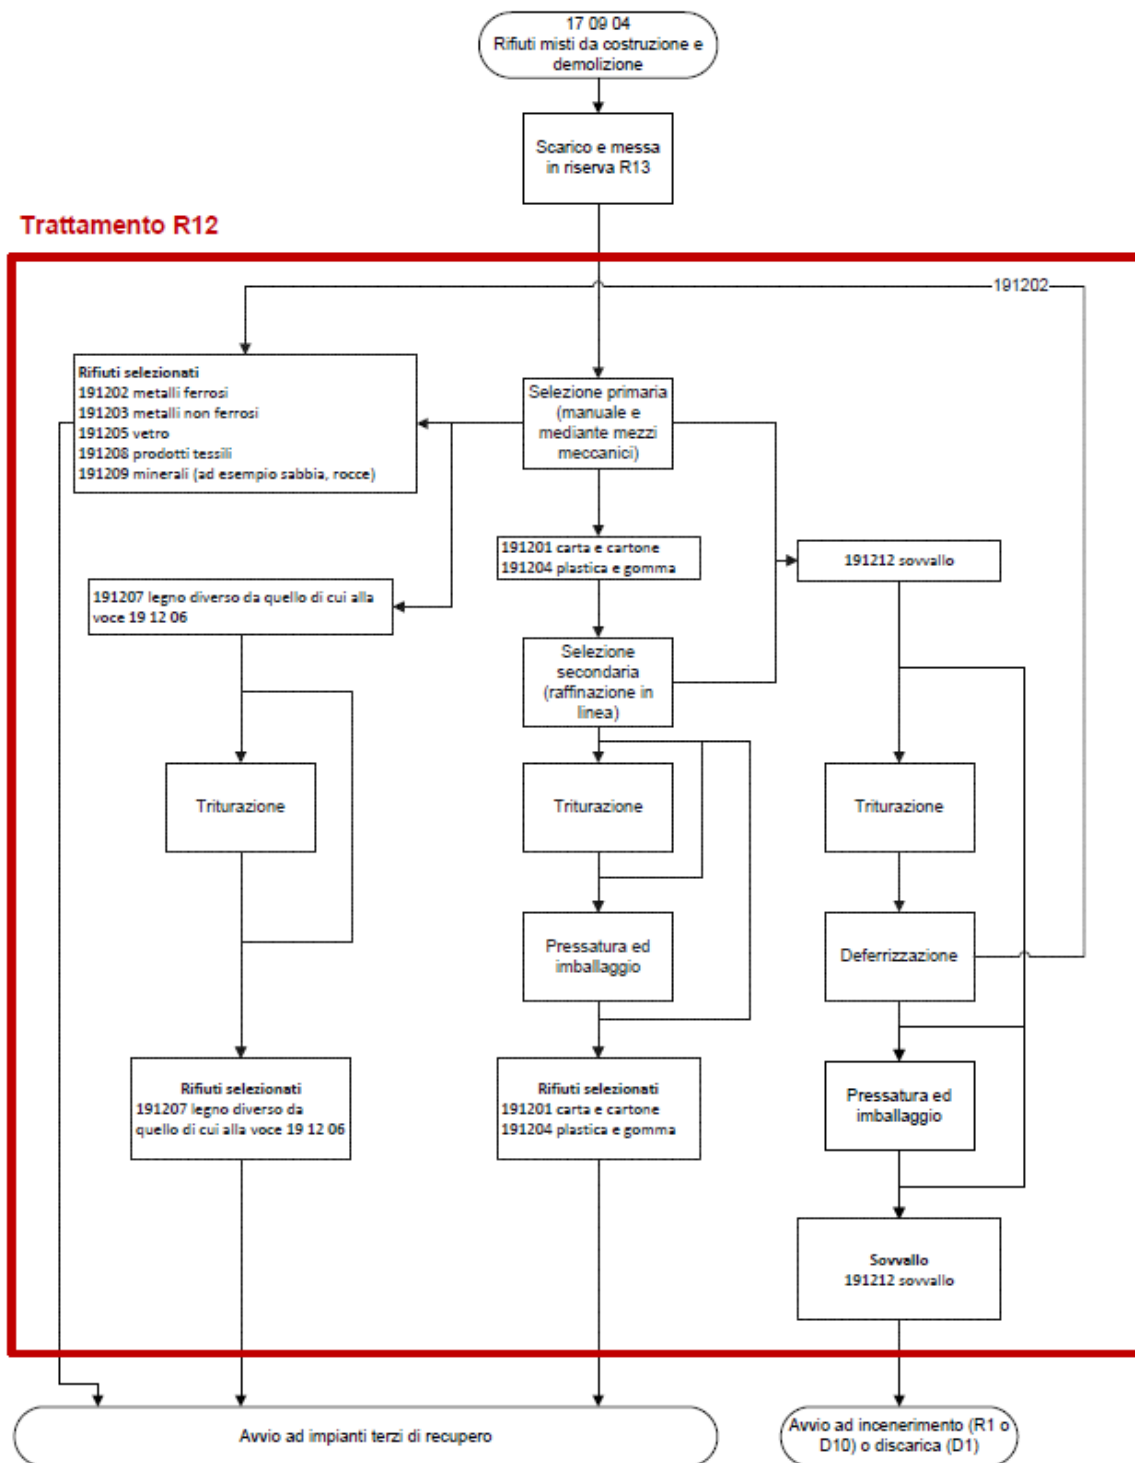 17 09 04
Rifiuti misti da costruzione e
demolizione
Scarico e messa
in riserva R13
Trattamento R12
191202
Rifiuti selezionati
191202 metalli ferrosi
191203 metalli non ferrosi
191205 vetro
191208 prodotti tessili
191209 minerali (ad esempio sabbia, rocce)
Selezione primaria
(manuale e
mediante mezzi
meccanici)
191201 carta e cartone
191204 plastica e gomma
191212 sovvallo
191207 legno diverso da quello di cui alla
voce 19 12 06
Selezione
secondaria
(raffinazione in
linea)
Triturazione
Triturazione
Triturazione
Pressatura ed
imballaggio
Deferrizzazione
Rifiuti selezionati
191207 legno diverso da
quello di cui alla voce 19 12 06
Rifiuti selezionati
191201 carta e cartone
191204 plastica e gomma
Pressatura ed
imballaggio
Sovvallo
191212 sovvallo
Avvio ad impianti terzi di recupero
Avvio ad incenerimento (R1 o
D10) o discarica (D1)